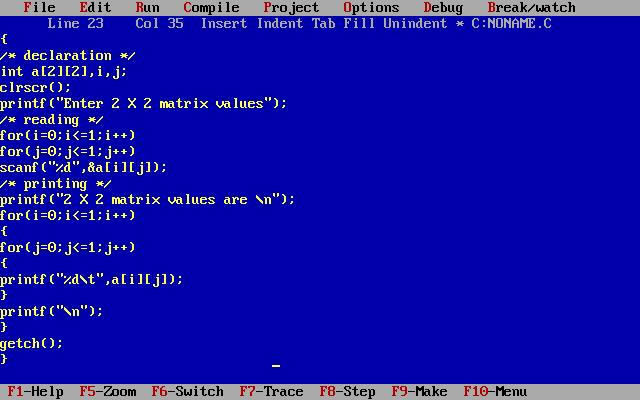 File Edit Run Compile Project Options Debug Break/watch
Line 23 Col 35 Insert Indent Tab Fill Unindent * C:NONAME.C
{
/* declaration */
int a[2][2],i,j;
clrscr();
printf("Enter 2 X 2 matrix values");
/* reading */
for(i=0;i<=1;i++)
for(j=0;j<=1;j++)
scanf("%d",&a[i][j]);
/* printing */
printf("2 X 2 matrix values are \n");
for(i=0;i<=1;i++)
{
for(j=0;j<=1;j++)
{
printf("%d\t",a[i][j]);
}
printf("\n");
}
getch();
}
F1-Help F5-Zoom F6-Switch F7-Trace F8-Step F9-Make F10-Menu